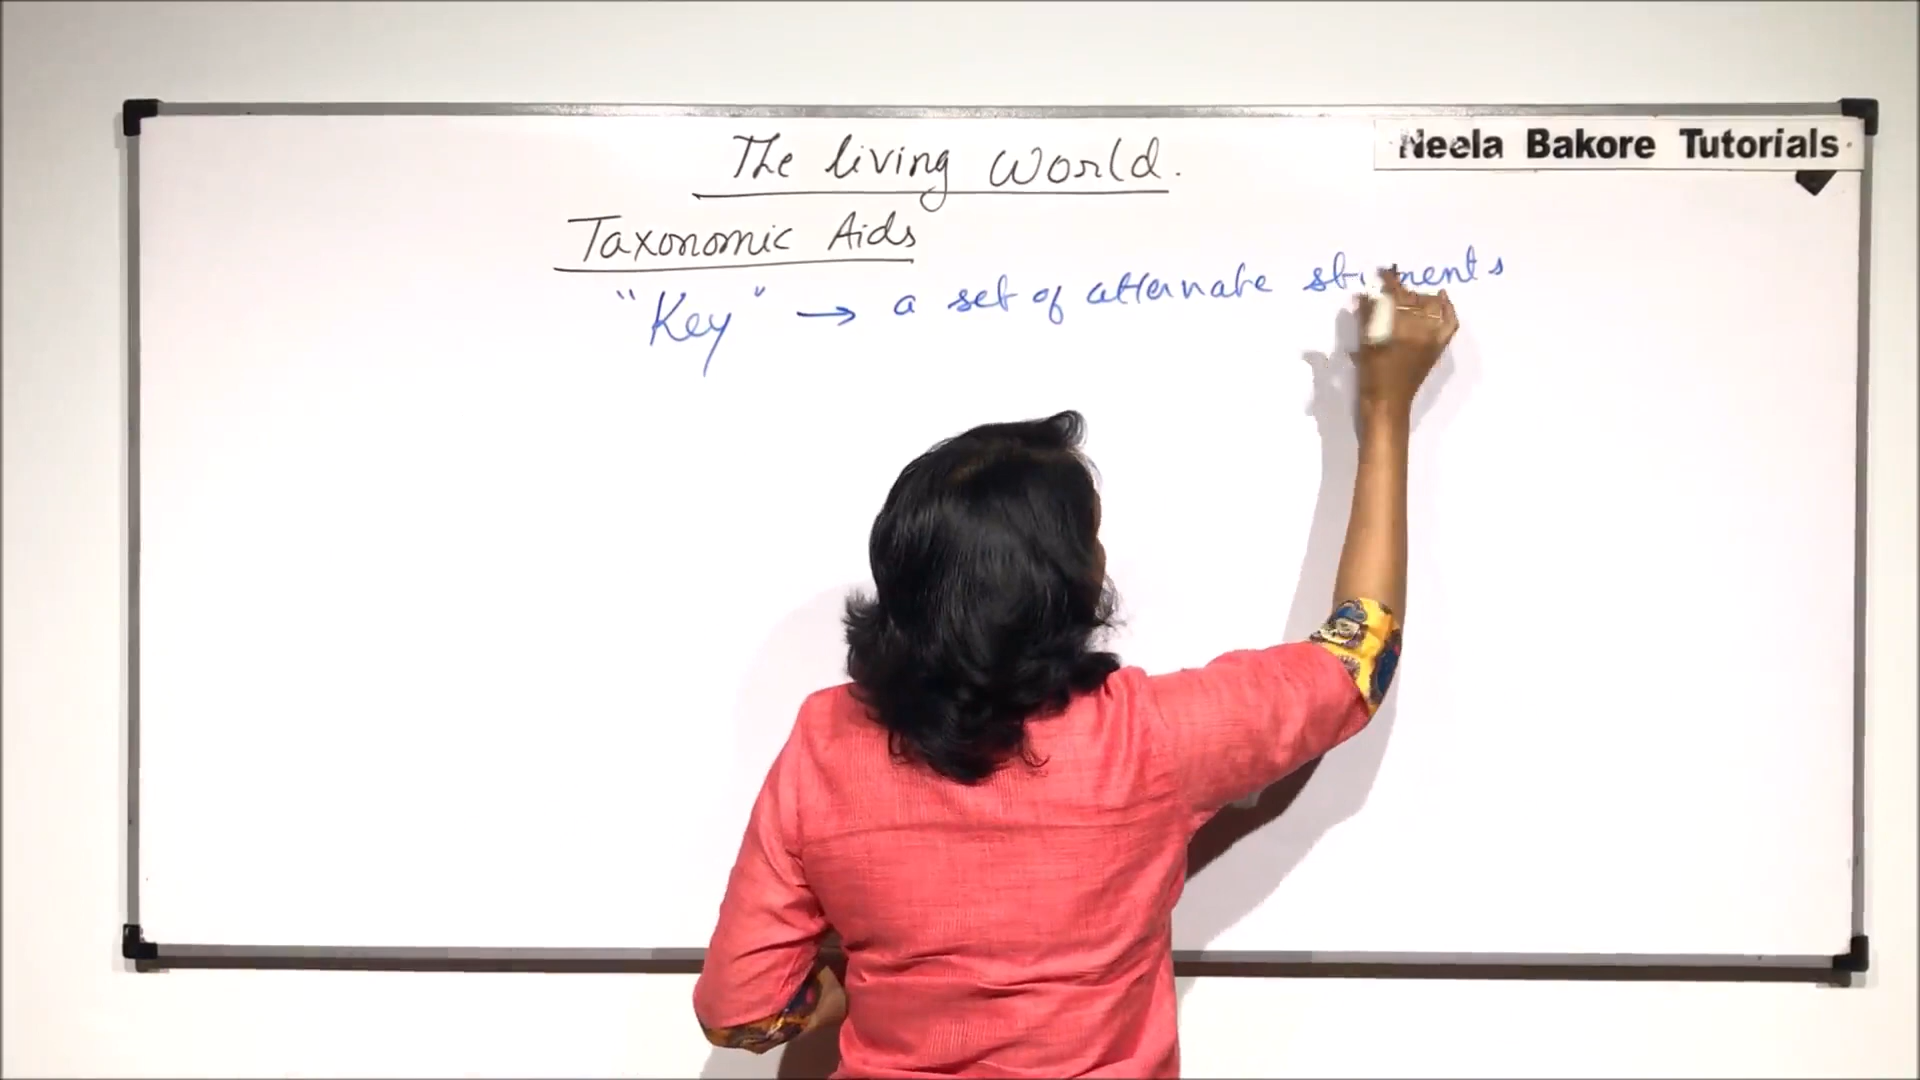 The living world.
Neela Bakore Tutorials
Taxonomic Aids
"Key" → a set of alternate